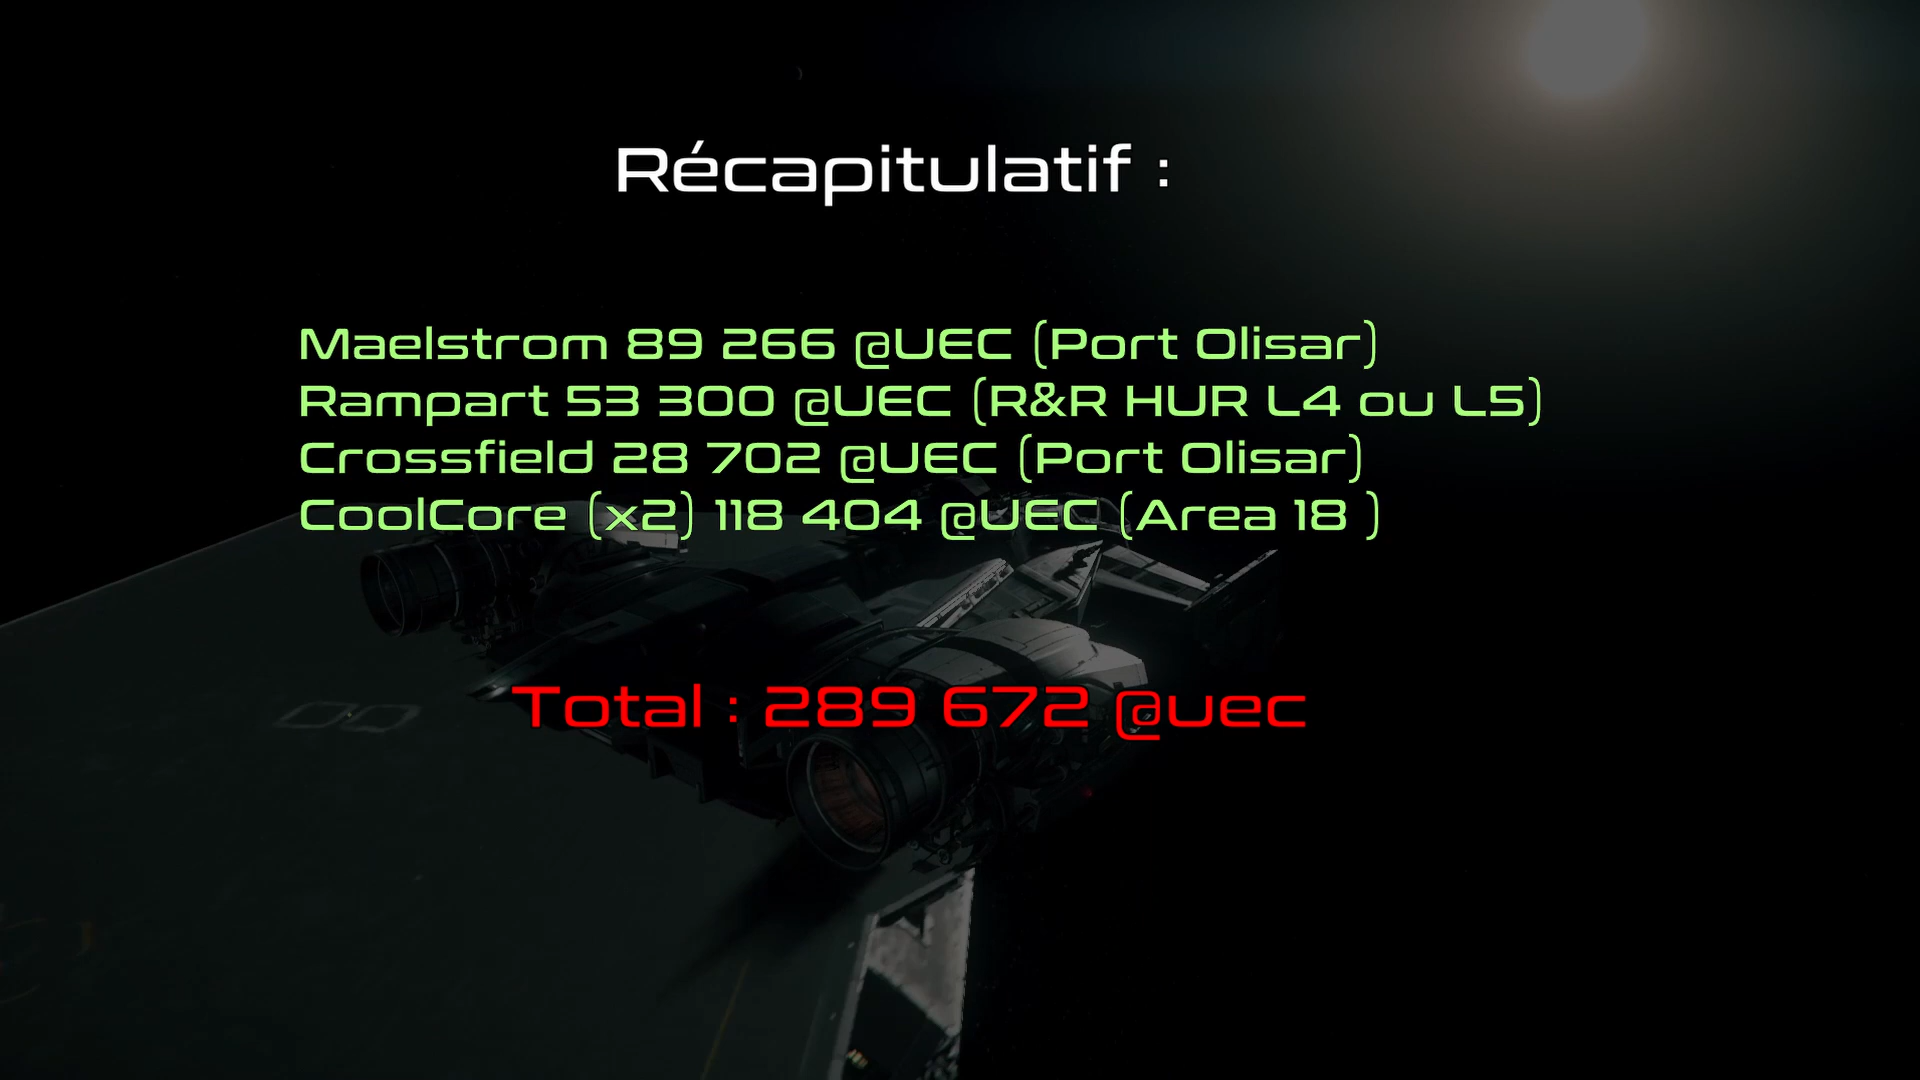 Récapitulatif :
Maelstrom 89 266 @UEC (Port Olisar)
Rampart 53 300 @UEC (R&R HUR L4 ou L5)
Crossfield 28 702 @UEC (Port Olisar)
CoolCore (x2) 118 404 @UEC (Area 18 )
Total : 289 672 @uec